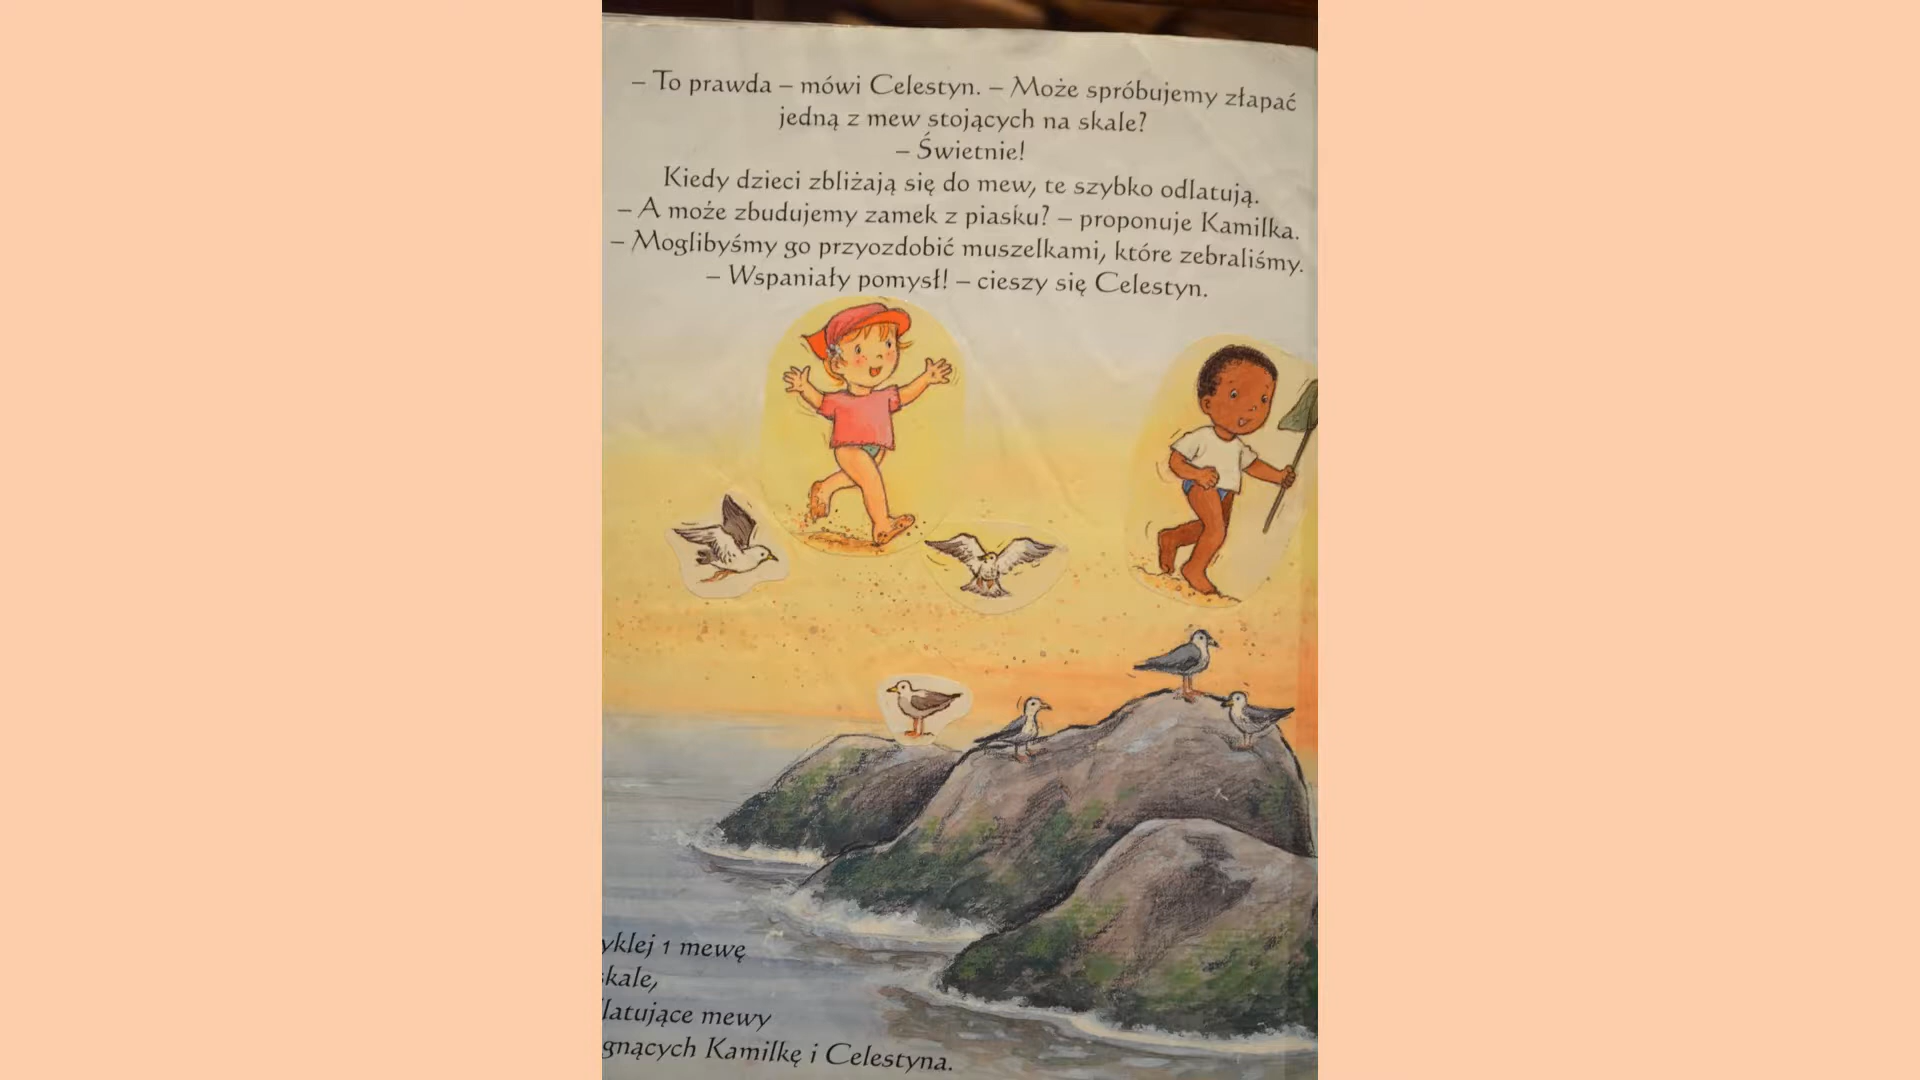 – To prawda – mówi Celestyn. – Może spróbujemy złapać
jedną z mew stojących na skale?
– Świetnie!
Kiedy dzieci zbliżają się do mew, te szybko odlatują.
– A może zbudujemy zamek z piasku? – proponuje Kamilka.
– Moglibyśmy go przyozdobić muszelkami, które zebraliśmy.
– Wspaniały pomysł! – cieszy się Celestyn.
yklej 1 mewę
kale,
latujące mewy
gnących Kamilkę i Celestyna.